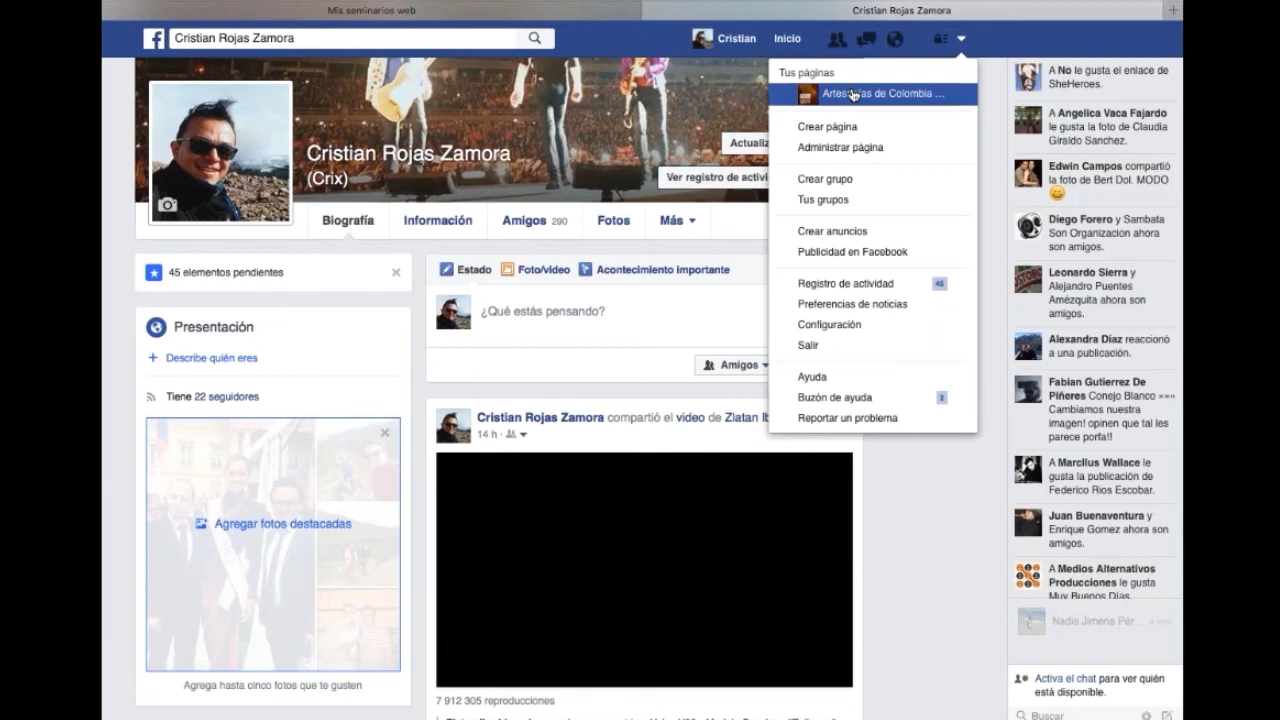 Mis seminarios web
Cristian Rojas Zamora
Cristian Rojas Zamora
Cristian
Inicio
Cristian Rojas Zamora
(Crix)
Actualiz
Ver registro de activi
Biografía
Información
Amigos 290
Fotos
Más
45 elementos pendientes
Presentación
Describe quién eres
Tiene 22 seguidores
Agregar fotos destacadas
Agrega hasta cinco fotos que te gusten
Estado
Foto/video
Acontecimiento importante
¿Qué estás pensando?
Amigos
Cristian Rojas Zamora compartió el video de Zlatan Ib
14 h
7 912 305 reproducciones
Tus páginas
de Colombia ...
Crear página
Administrar página
Crear grupo
Tus grupos
Crear anuncios
Publicidad en Facebook
Registro de actividad 45
Preferencias de noticias
Configuración
Salir
Ayuda
Buzón de ayuda 2
Reportar un problema
A No le gusta el enlace de
SheHeroes.
A Angelica Vaca Fajardo
le gusta la foto de Claudia
Giraldo Sanchez.
Edwin Campos compartió
la foto de Bert Dol. MODO
Diego Forero y Sambata
Son Organizacion ahora
son amigos.
Leonardo Sierra y
Alejandro Puentes
Amézquita ahora son
amigos.
Alexandra Díaz reaccionó
a una publicación.
Fabian Gutierrez De
Piñeres Conejo Blanco »»»
Cambiamos nuestra
imagen! opinen que tal les
parece porfa!!
A Marcllus Wallace le
gusta la publicación de
Federico Rios Escobar.
Juan Buenaventura y
Enrique Gomez ahora son
amigos.
A Medios Alternativos
Producciones le gusta
Muy Buenos Días.
Nadia Jimena Pér...
Activa el chat para ver quién
está disponible.
Buscar